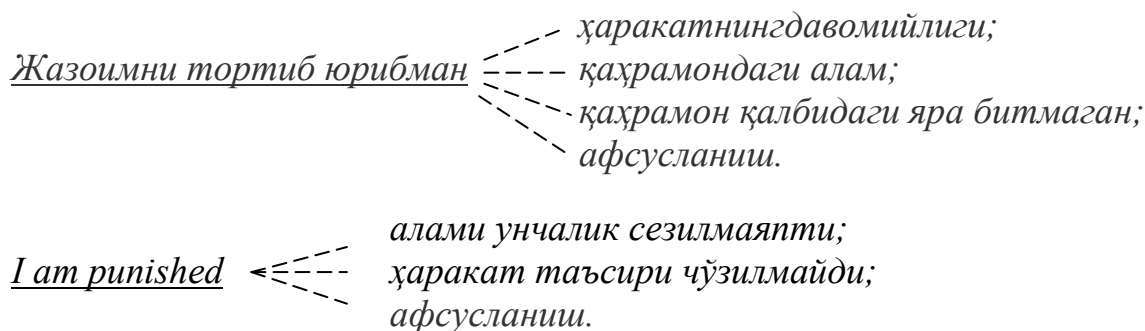 ҳаракатнингдавомийлиги;
Жазоимни тортиб юрибман
қаҳрамондаги алам;
қаҳрамон қалбидаги яра битмаган;
афсусланиш.
алами унчалик сезилмаяпти;
I am punished
ҳаракат таъсири чўзилмайди;
афсусланиш.